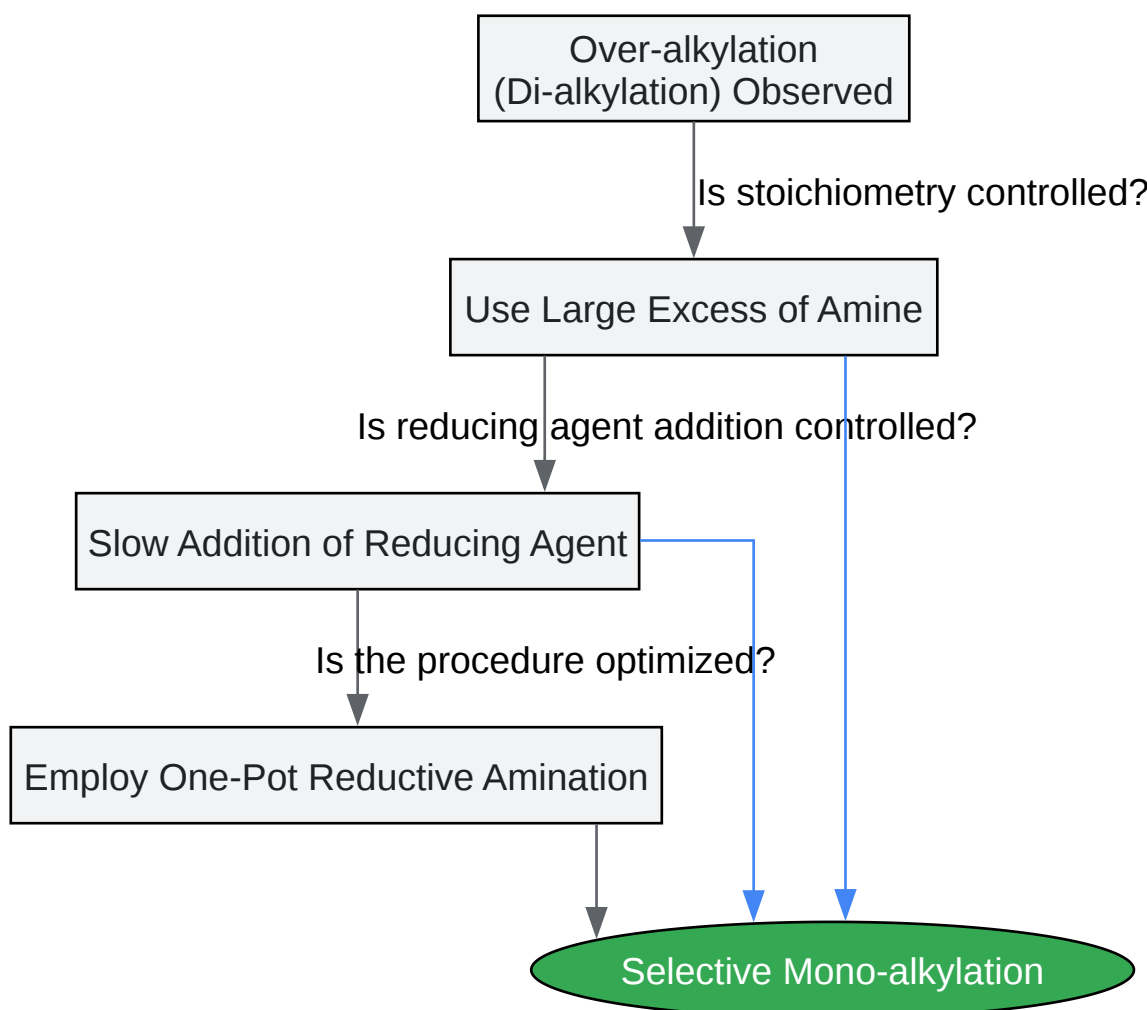 Over-alkylation
(Di-alkylation) Observed
Is stoichiometry controlled?
Use Large Excess of Amine
Is reducing agent addition controlled?
Slow Addition of Reducing Agent
Is the procedure optimized?
Employ One-Pot Reductive Amination
Selective Mono-alkylation